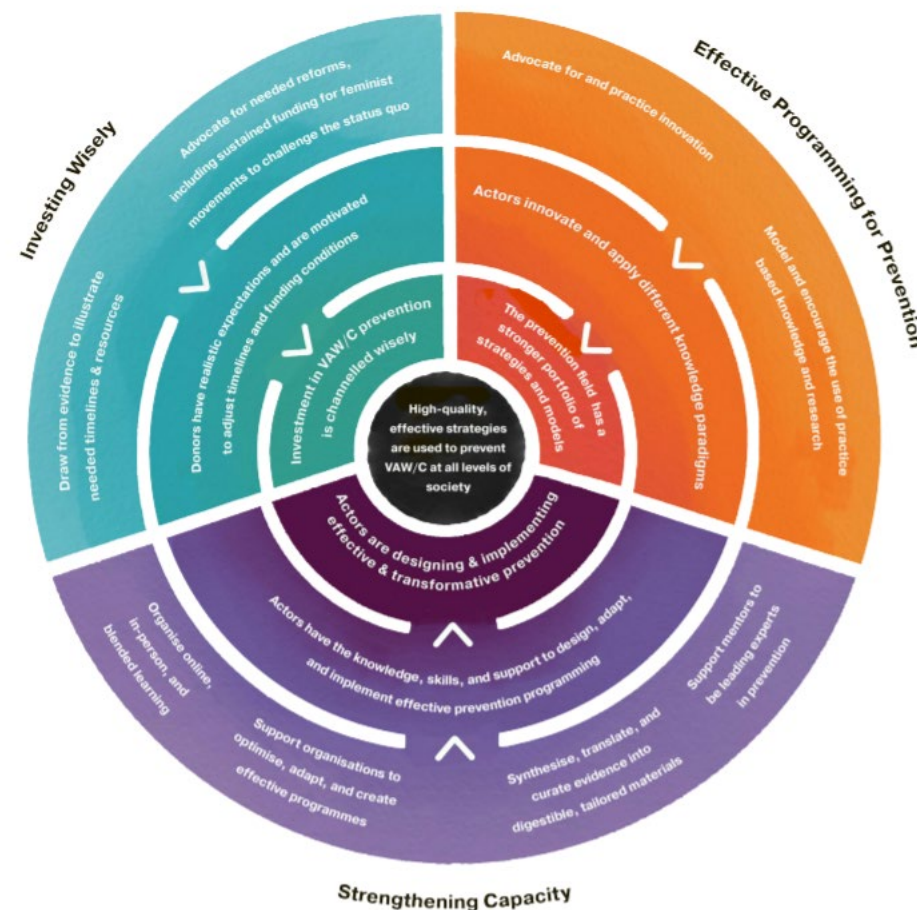 Investing Wisely
Advocate for needed reforms,
including sustained funding for feminist
movements to challenge the status quo
Draw from evidence to illustrate
needed timelines & resources
Donors have realistic expectations and are motivated
to adjust timelines and funding conditions
Investment in VAW/C prevention
is channelled wisely
Effective Programming for Prevention
Advocate for and practice innovation
Model and encourage the use of practice
based knowledge and research
Actors innovate and apply different knowledge paradigms
The prevention field has a
stronger portfolio of
strategies and models
High-quality,
effective strategies
are used to prevent
VAW/C at all levels of
society
Actors are designing & implementing
effective & transformative prevention
Actors have the knowledge, skills, and support to design, adapt,
and implement effective prevention programming
Organise online,
in-person, and
blended learning
Support organisations to
optimise, adapt, and create
effective programmes
Synthesise, translate, and
curate evidence into
digestible, tailored materials
Support mentors to
be leading experts
in prevention
Strengthening Capacity